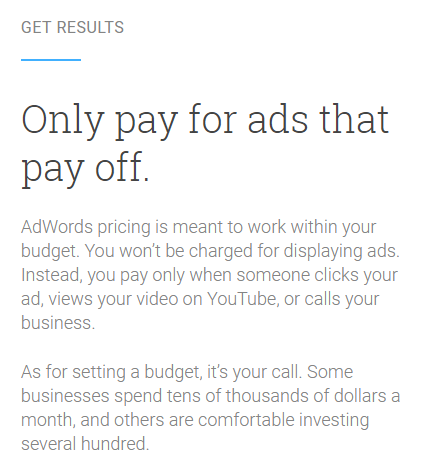 GET RESULTS
Only pay for ads that
pay off.
AdWords pricing is meant to work within your
budget. You won’t be charged for displaying ads.
Instead, you pay only when someone clicks your
ad, views your video on YouTube, or calls your
business.
As for setting a budget, it’s your call. Some
businesses spend tens of thousands of dollars a
month, and others are comfortable investing
several hundred.